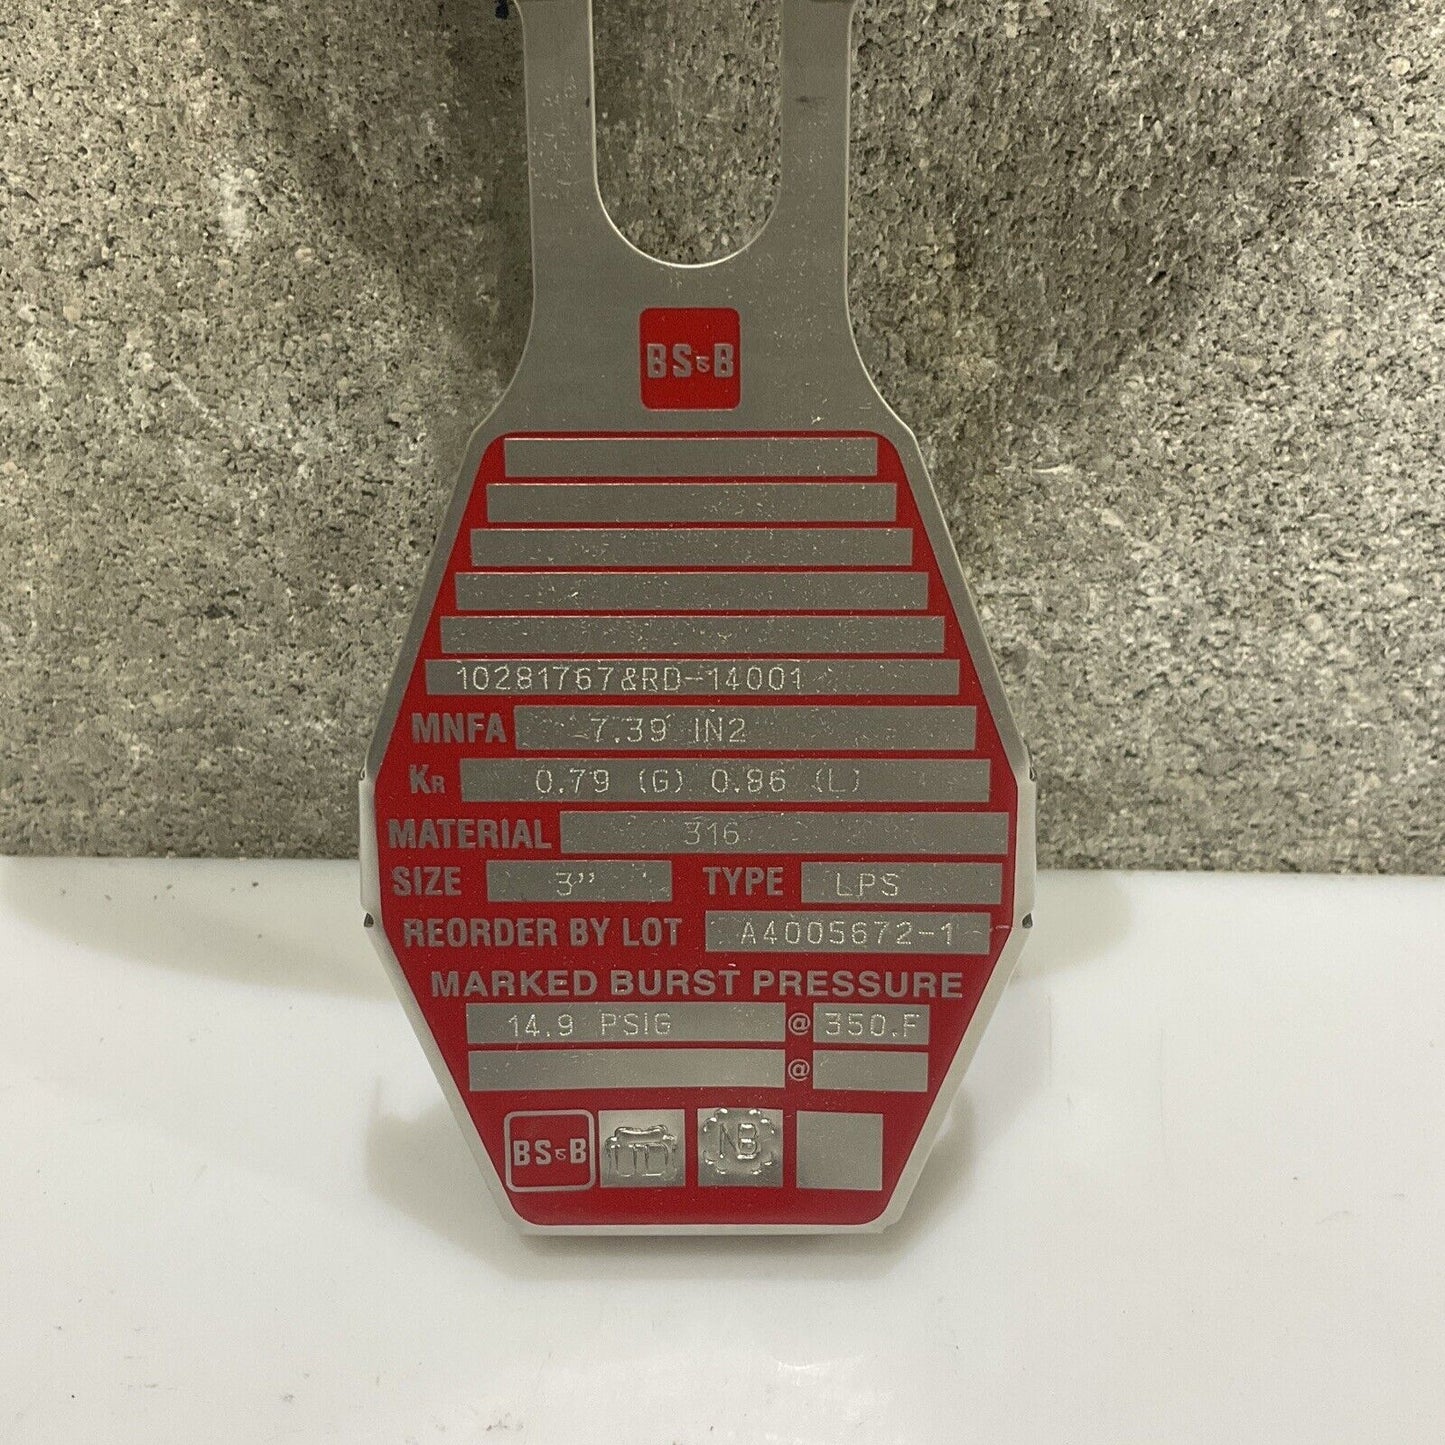 BS&B
10281767&RD-14001
MNFA 7.39 IN2
KR 0.79 (G) 0.86 (L)
MATERIAL 316
SIZE 3" TYPE LPS
REORDER BY LOT A4005672-1
MARKED BURST PRESSURE
14.9 PSIG @ 350.F
@
BS&B UD NB